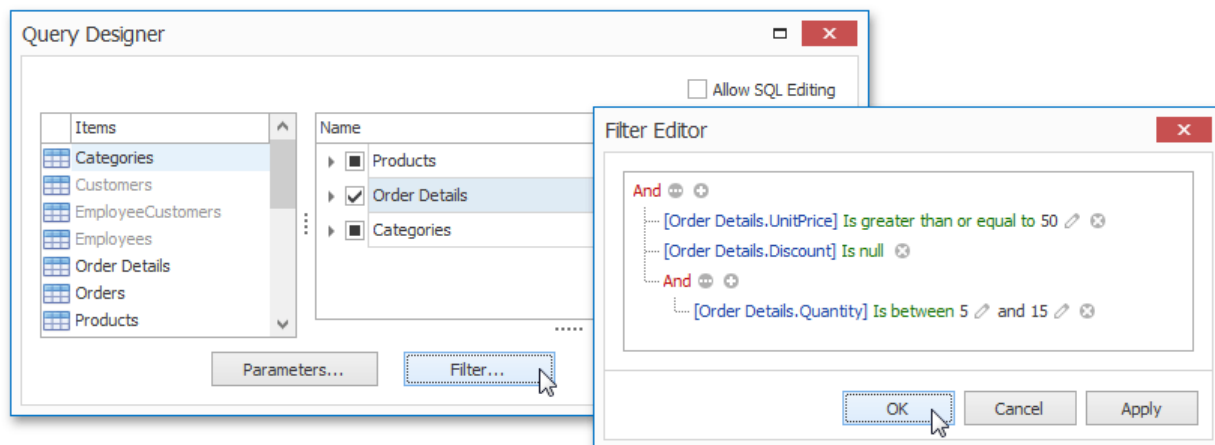 Query Designer
Allow SQL Editing
Items
Categories
Customers
EmployeeCustomers
Employees
Order Details
Orders
Products
Name
Products
Order Details
Categories
Parameters...
Filter...
Filter Editor
And
[Order Details.UnitPrice] Is greater than or equal to 50
[Order Details.Discount] Is null
And
[Order Details.Quantity] Is between 5 and 15
OK
Cancel
Apply